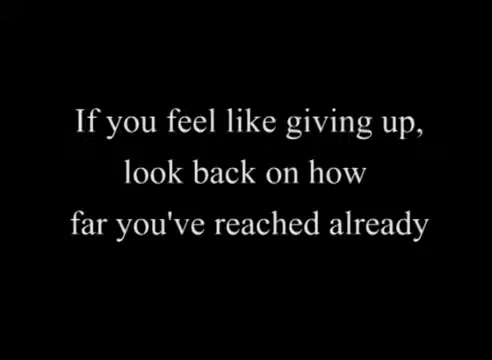 If you feel like giving up,
look back on how
far you've reached already